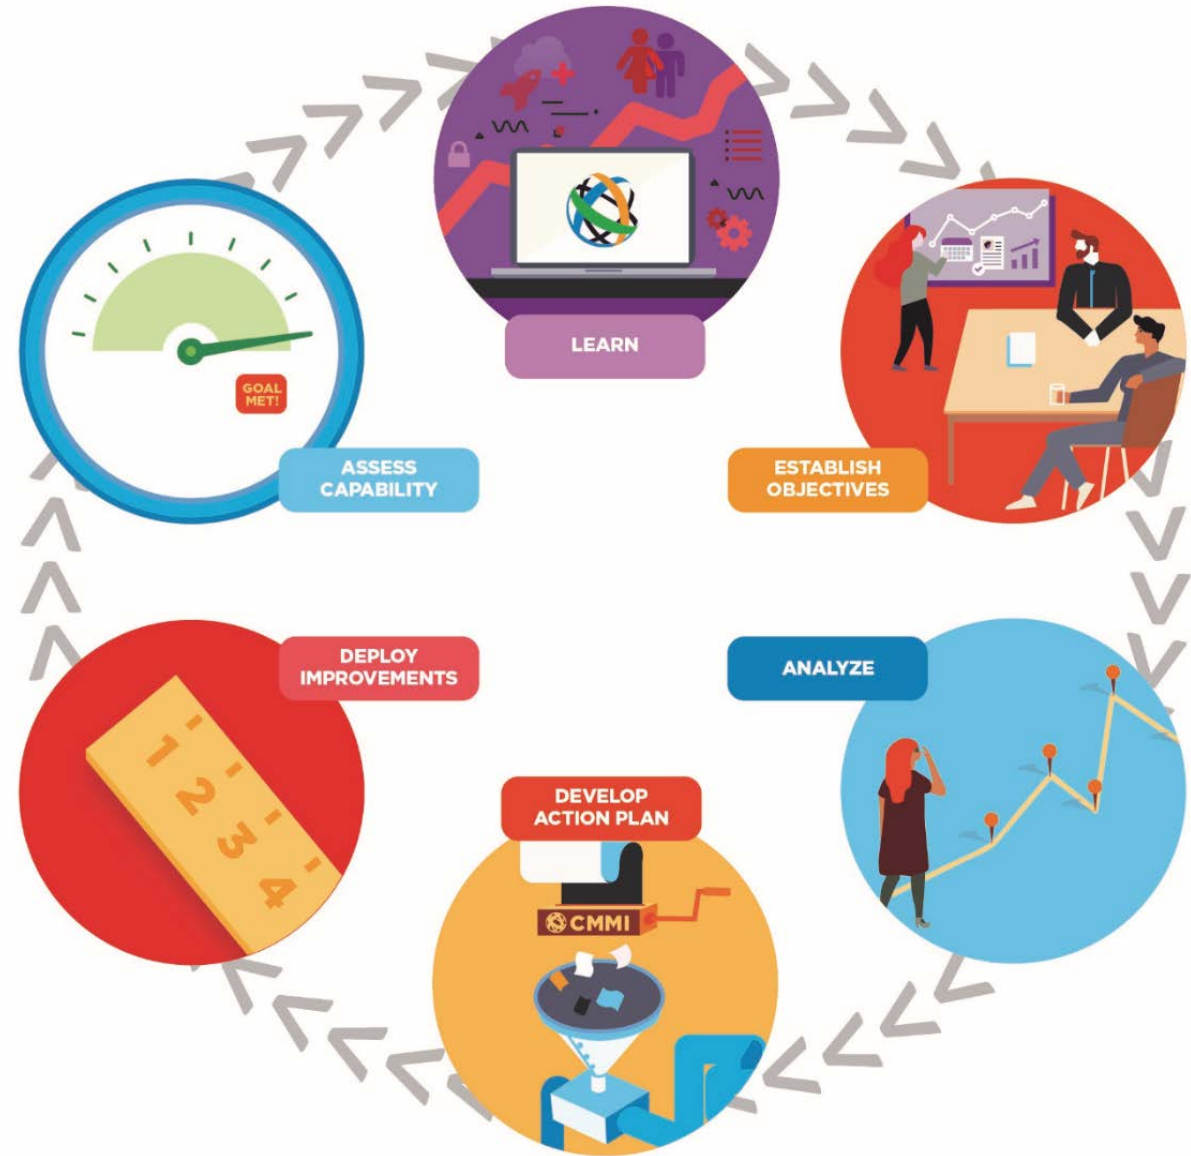 LEARN
ESTABLISH
OBJECTIVES
ANALYZE
DEVELOP
ACTION PLAN
CMMI
DEPLOY
IMPROVEMENTS
1
2
3
4
ASSESS
CAPABILITY
GOAL
MET!